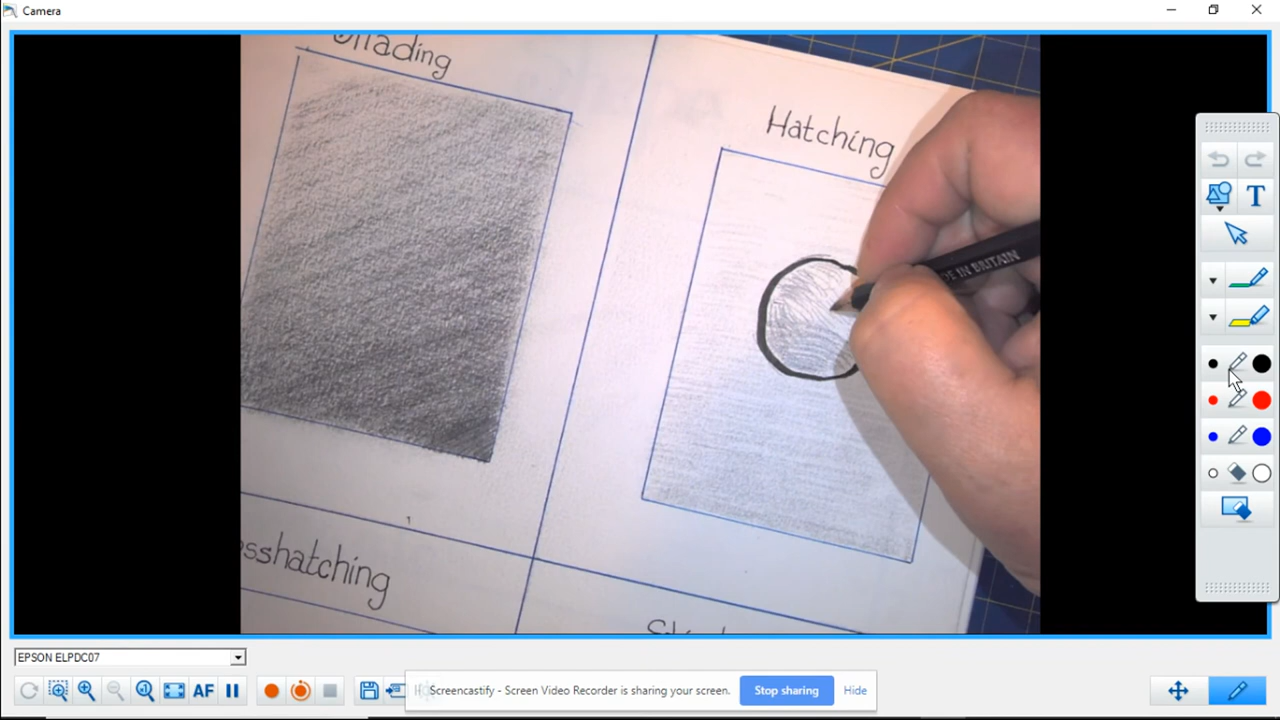 Camera
Shading
Hatching
DE IN BRITAIN
T
sshatching
EPSON ELPDC07
AF
Screencastify - Screen Video Recorder is sharing your screen.
Stop sharing
Hide